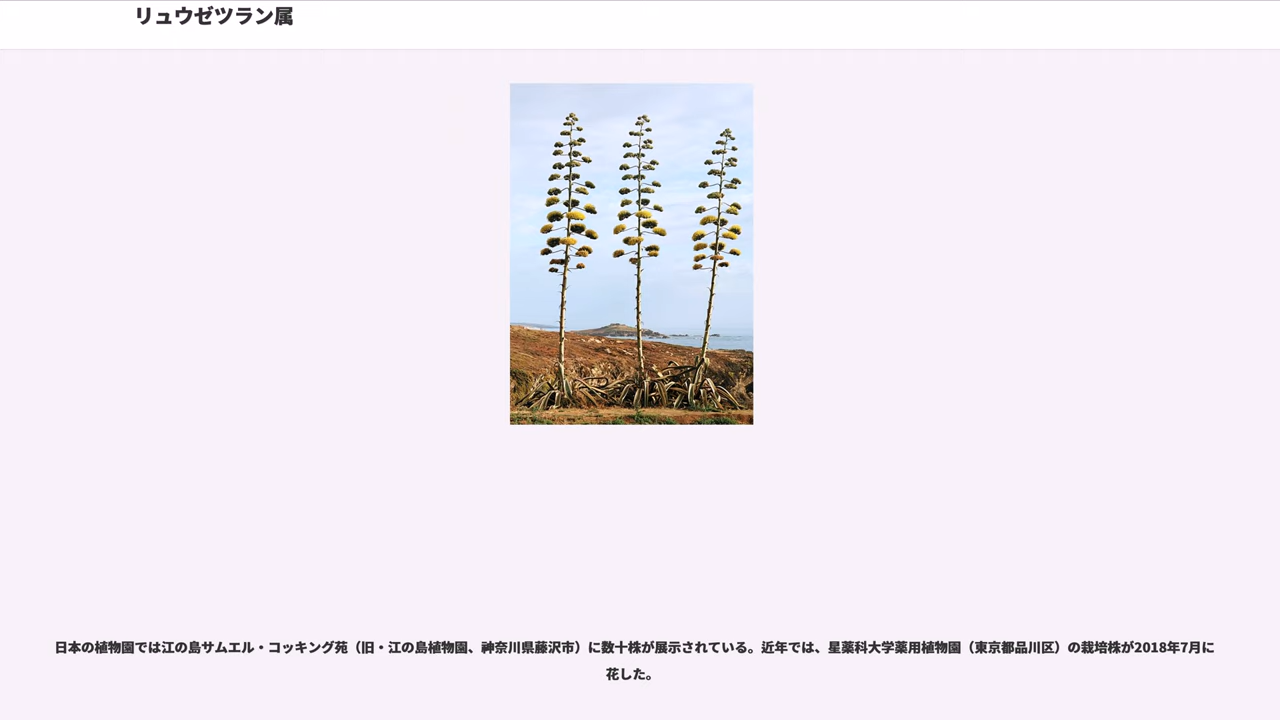 リュウゼツラン属
日本の植物園では江の島サムエル・コッキング苑（旧・江の島植物園、神奈川県藤沢市）に数十株が展示されている。近年では、星薬科大学薬用植物園（東京都品川区）の栽培株が2018年7月に
花した。